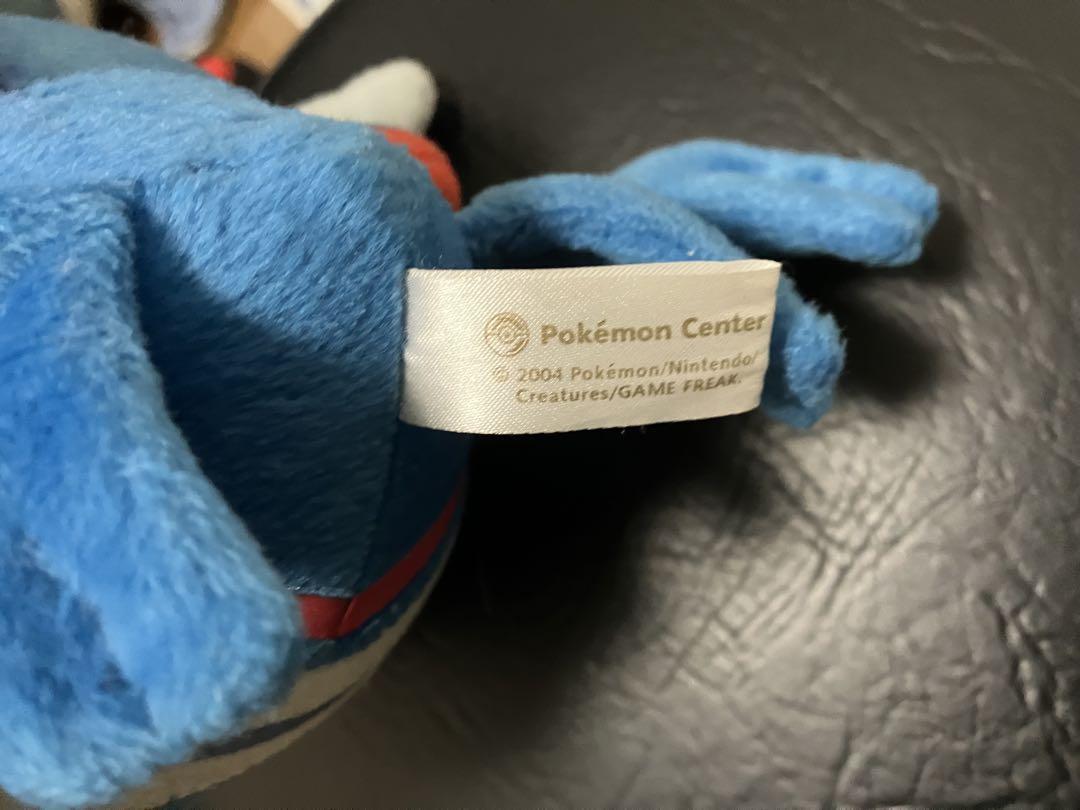 Pokémon Center
© 2004 Pokémon/Nintendo/
Creatures/GAME FREAK.